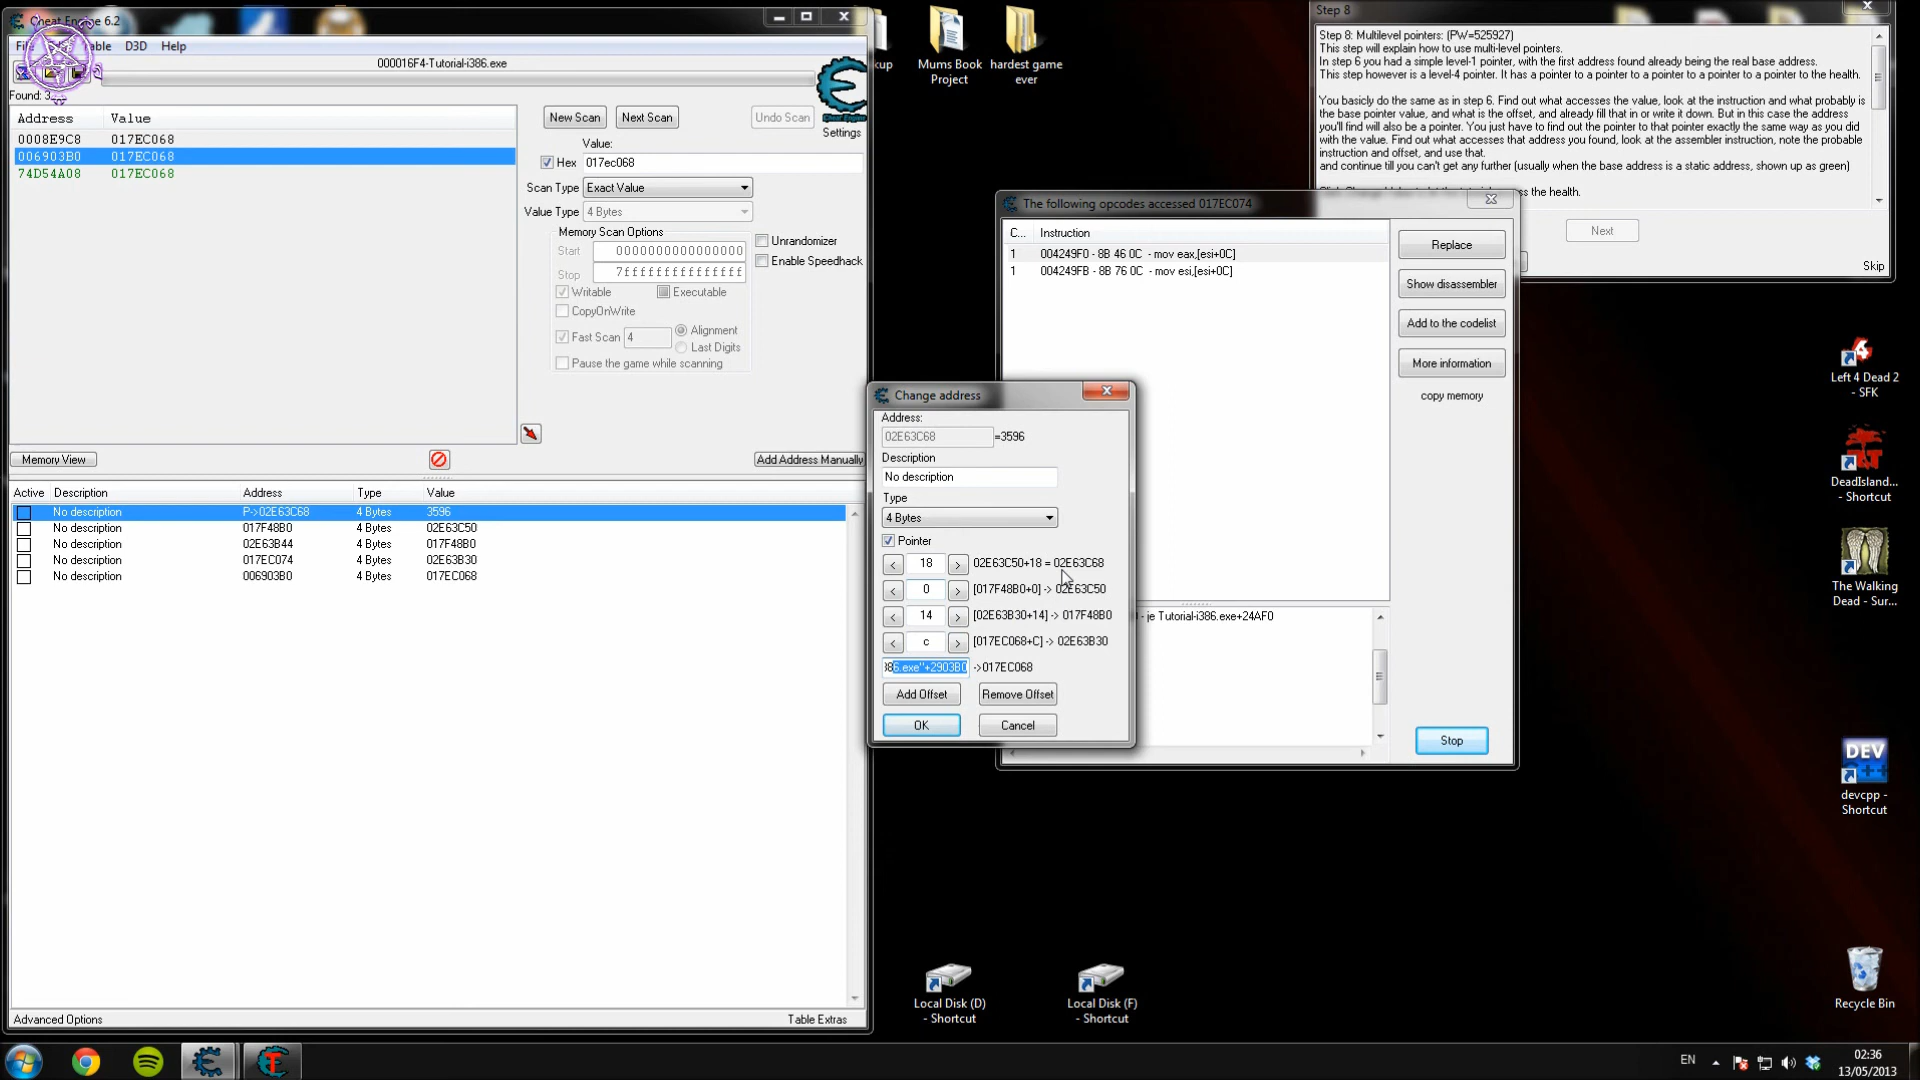 Cheat Engine 6.2
able D3D Help
000016F4-Tutorial-i386.exe
Found: 3
Address Value
0008E9C8 017EC068
006903B0 017EC068
74D54A08 017EC068
New Scan Next Scan Undo Scan
Settings
Value:
Hex 017ec068
Scan Type Exact Value
Value Type 4 Bytes
Memory Scan Options
Start 0000000000000000
Stop 7fffffffffffffff
Writable Executable
CopyOnWrite
Fast Scan 4 Alignment
Last Digits
Pause the game while scanning
Unrandomizer
Enable Speedhack
Memory View
Add Address Manually
Active Description Address Type Value
No description P->02E63C68 4 Bytes 3596
No description 017F48B0 4 Bytes 02E63C50
No description 02E63B44 4 Bytes 017F48B0
No description 017EC074 4 Bytes 02E63B30
No description 006903B0 4 Bytes 017EC068
Advanced Options Table Extras
Change address
Address:
02E63C68 =3596
Description
No description
Type
4 Bytes
Pointer
< 18 > 02E63C50+18 = 02E63C68
< 0 > [017F48B0+0] -> 02E63C50
< 14 > [02E63B30+14] -> 017F48B0
< c > [017EC068+C] -> 02E63B30
86.exe"+2903B0 ->017EC068
Add Offset Remove Offset
OK Cancel
The following opcodes accessed 017EC074
C... Instruction
1 004249F0 - 8B 46 0C - mov eax,[esi+0C]
1 004249FB - 8B 76 0C - mov esi,[esi+0C]
Replace
Show disassembler
Add to the codelist
More information
copy memory
- je Tutorial-i386.exe+24AF0
Stop
Step 8
Step 8: Multilevel pointers: (PW=525927)
This step will explain how to use multi-level pointers.
In step 6 you had a simple level-1 pointer, with the first address found already being the real base address.
This step however is a level-4 pointer. It has a pointer to a pointer to a pointer to a pointer to a pointer to the health.
You basicly do the same as in step 6. Find out what accesses the value, look at the instruction and what probably is
the base pointer value, and what is the offset, and already fill that in or write it down. But in this case the address
you'll find will also be a pointer. You just have to find out the pointer to that pointer exactly the same way as you did
with the value. Find out what accesses that address you found, look at the assembler instruction, note the probable
instruction and offset, and use that.
and continue till you can't get any further (usually when the base address is a static address, shown up as green)
ss the health.
Next
Skip
kup
Mums Book
Project
hardest game
ever
Left 4 Dead 2
- SFK
DeadIsland...
- Shortcut
The Walking
Dead - Sur...
DEV
C++
devcpp -
Shortcut
Recycle Bin
Local Disk (D)
- Shortcut
Local Disk (F)
- Shortcut
EN
02:36
13/05/2013